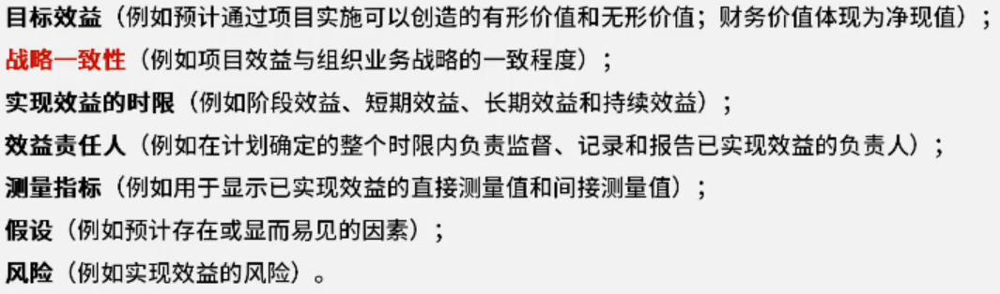 目标效益（例如预计通过项目实施可以创造的有形价值和无形价值；财务价值体现为净现值）；
战略一致性（例如项目效益与组织业务战略的一致程度）；
实现效益的时限（例如阶段效益、短期效益、长期效益和持续效益）；
效益责任人（例如在计划确定的整个时限内负责监督、记录和报告已实现效益的负责人）；
测量指标（例如用于显示已实现效益的直接测量值和间接测量值）；
假设（例如预计存在或显而易见的因素）；
风险（例如实现效益的风险）。